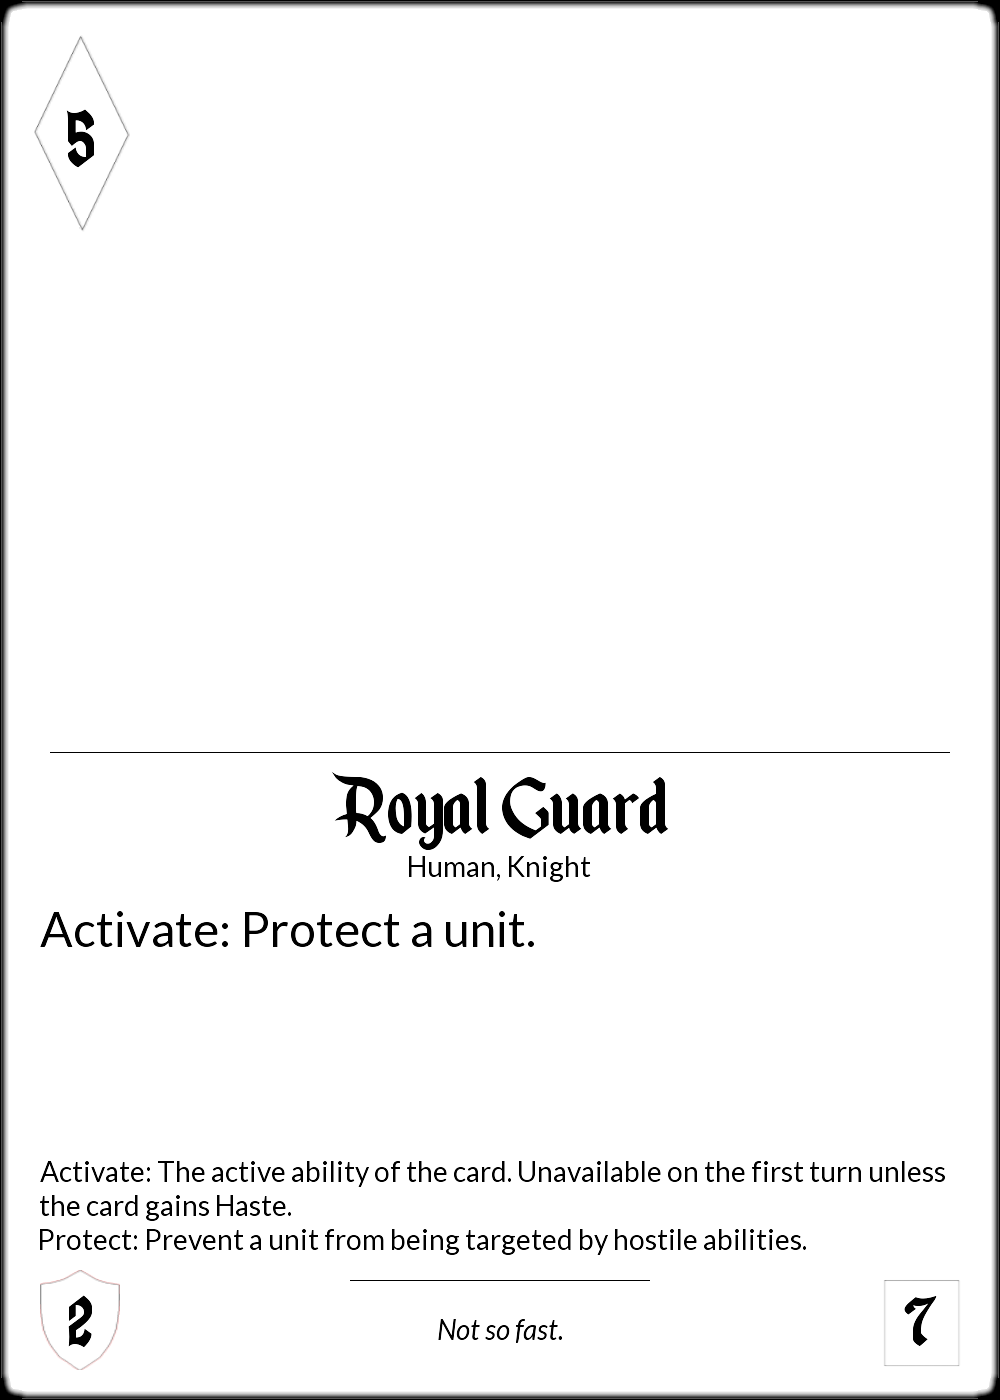 5
Royal Guard
Human, Knight
Activate: Protect a unit.
Activate: The active ability of the card. Unavailable on the first turn unless
the card gains Haste.
Protect: Prevent a unit from being targeted by hostile abilities.
2
Not so fast.
7